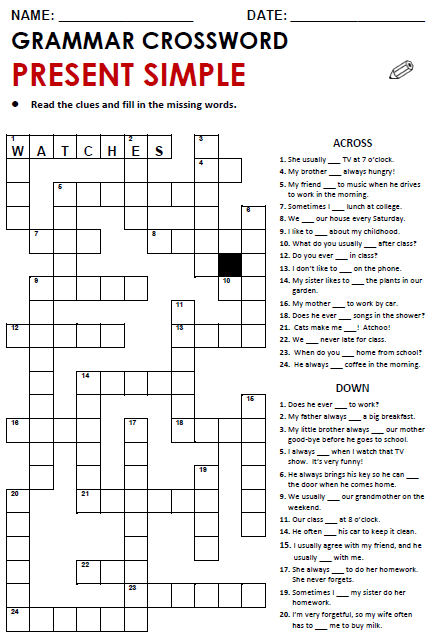 NAME: ____________________ DATE: ____________________
GRAMMAR CROSSWORD
PRESENT SIMPLE
● Read the clues and fill in the missing words.
1 2 3
W A T C H E S
4
5
6
7 8
9 10
11
12 13
14
15
16 17 18
19
20 21
22
23
24
ACROSS
1. She usually ___ TV at 7 o'clock.
4. My brother ___ always hungry!
5. My friend ___ to music when he drives
to work in the morning.
7. Sometimes I ___ lunch at college.
8. We ___ our house every Saturday.
9. I like to ___ about my childhood.
10. What do you usually ___ after class?
12. Do you ever ___ in class?
13. I don't like to ___ on the phone.
14. My sister likes to ___ the plants in our
garden.
16. My mother ___ to work by car.
18. Does he ever ___ songs in the shower?
21. Cats make me ___! Atchoo!
22. We ___ never late for class.
23. When do you ___ home from school?
24. He always ___ coffee in the morning.
DOWN
1. Does he ever ___ to work?
2. My father always ___ a big breakfast.
3. My little brother always ___ our mother
good-bye before he goes to school.
5. I always ___ when I watch that TV
show. It's very funny!
6. He always brings his key so he can ___
the door when he comes home.
9. We usually ___ our grandmother on the
weekend.
11. Our class ___ at 8 o'clock.
14. He often ___ his car to keep it clean.
15. I usually agree with my friend, and he
usually ___ with me.
17. She always ___ to do her homework.
She never forgets.
19. Sometimes I ___ my sister do her
homework.
20. I'm very forgetful, so my wife often
has to ___ me to buy milk.